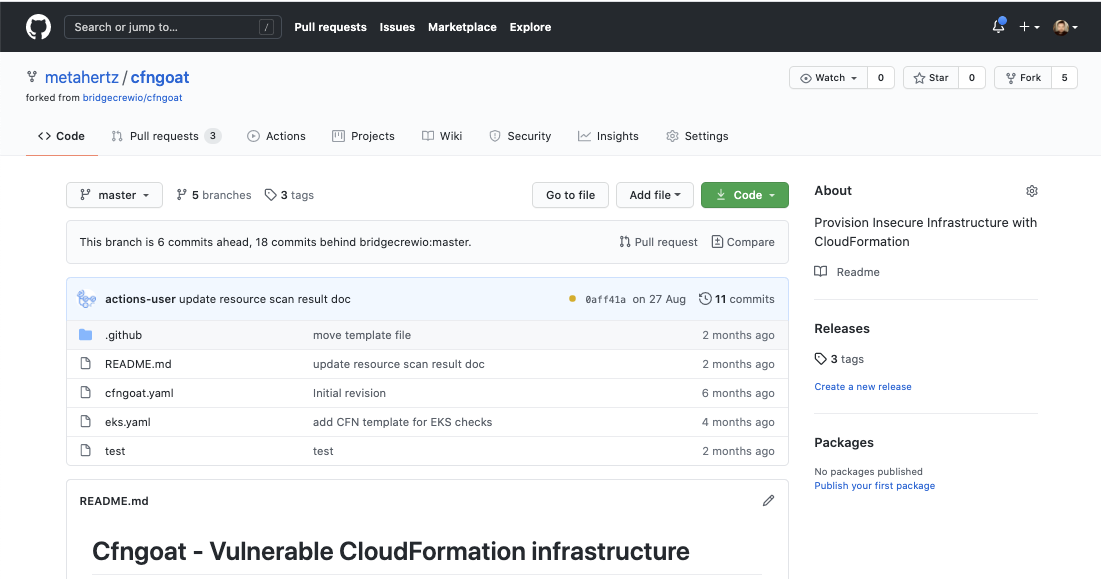 Search or jump to... /
Pull requests Issues Marketplace Explore
metahertz / cfngoat
forked from bridgecrewio/cfngoat
Watch 0 Star 0 Fork 5
Code Pull requests 3 Actions Projects Wiki Security Insights Settings
master 5 branches 3 tags
Go to file Add file Code
This branch is 6 commits ahead, 18 commits behind bridgecrewio:master.
Pull request Compare
actions-user update resource scan result doc 0aff41a on 27 Aug 11 commits
.github move template file 2 months ago
README.md update resource scan result doc 2 months ago
cfngoat.yaml Initial revision 6 months ago
eks.yaml add CFN template for EKS checks 4 months ago
test test 2 months ago
README.md
Cfngoat - Vulnerable CloudFormation infrastructure
About
Provision Insecure Infrastructure with
CloudFormation
Readme
Releases
3 tags
Create a new release
Packages
No packages published
Publish your first package